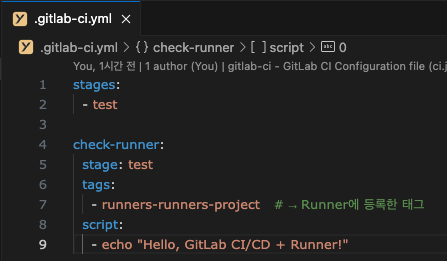 .gitlab-ci.yml ×
.gitlab-ci.yml > {} check-runner > [ ] script > abc 0
You, 1시간 전 | 1 author (You) | gitlab-ci - GitLab CI Configuration file (ci.j
1 stages:
2 - test
3
4 check-runner:
5 stage: test
6 tags:
7 - runners-runners-project # → Runner에 등록한 태그
8 script:
9 - echo "Hello, GitLab CI/CD + Runner!"